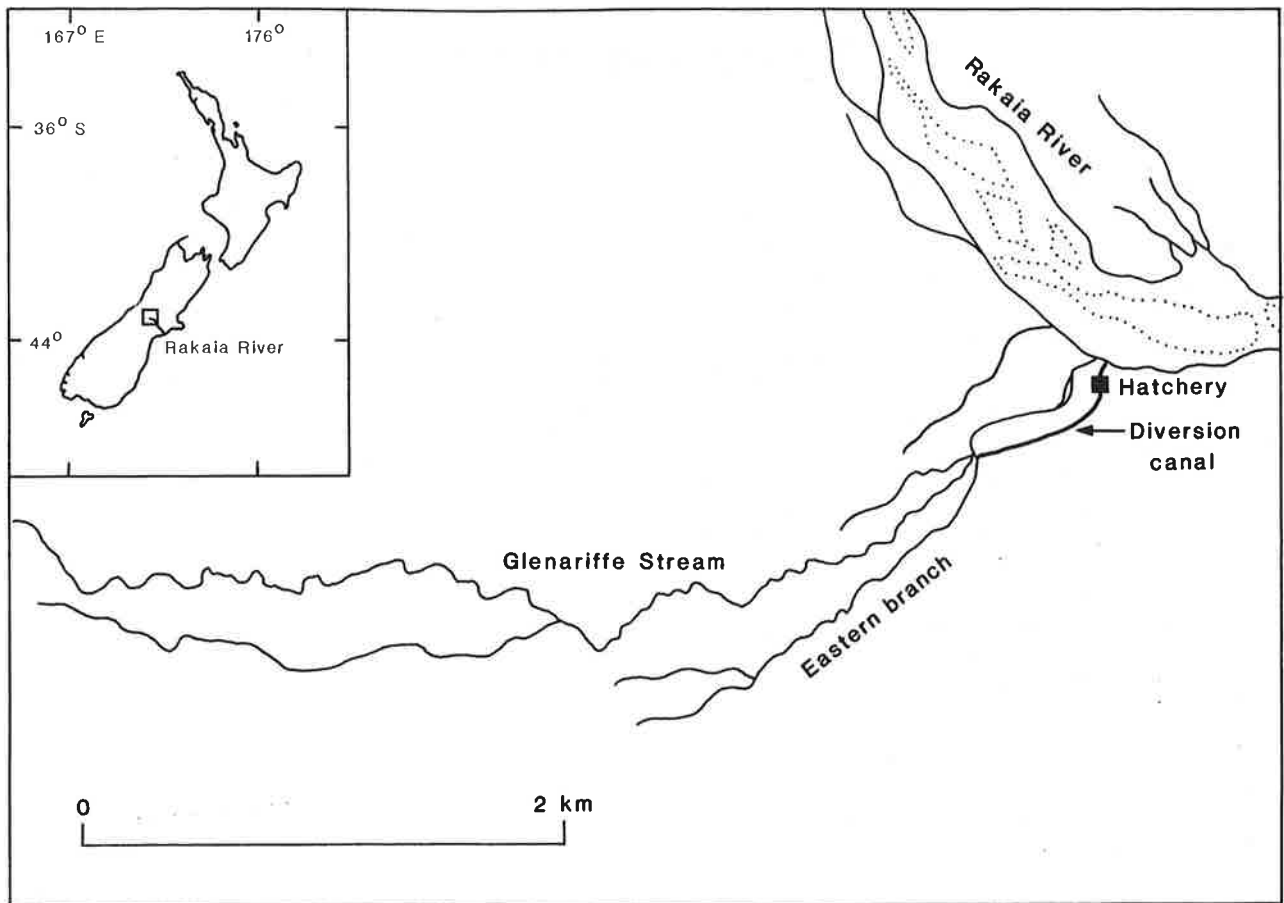 167° E
176°
36° S
44°
Rakaia River
Rakaia River
Hatchery
Diversion
canal
Glenariffe Stream
Eastern branch
0
2 km